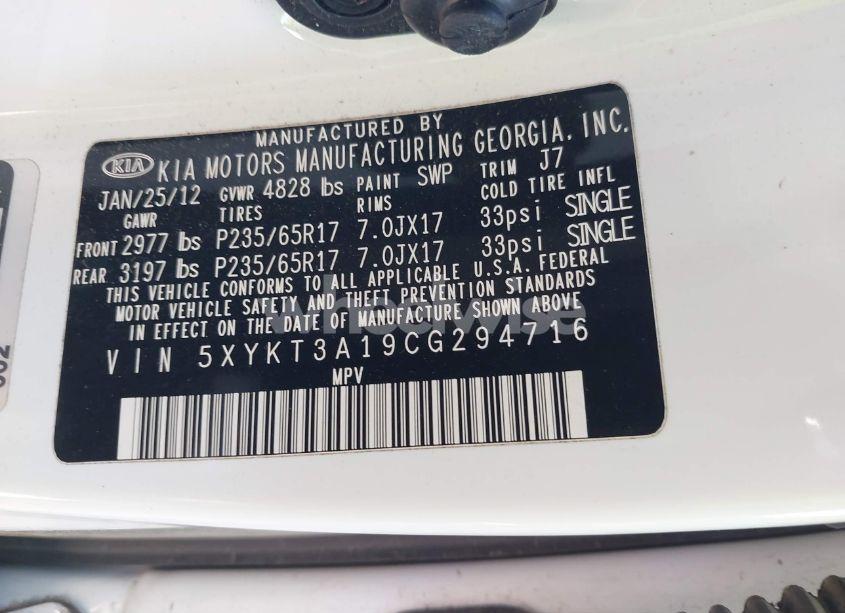 MANUFACTURED BY
KIA KIA MOTORS MANUFACTURING GEORGIA, INC.
JAN/25/12 GVWR 4828 lbs PAINT SWP TRIM J7
GAWR TIRES RIMS COLD TIRE INFL
FRONT 2977 lbs P235/65R17 7.0JX17 33psi SINGLE
REAR 3197 lbs P235/65R17 7.0JX17 33psi SINGLE
THIS VEHICLE CONFORMS TO ALL APPLICABLE U.S.A. FEDERAL
MOTOR VEHICLE SAFETY AND THEFT PREVENTION STANDARDS
IN EFFECT ON THE DATE OF MANUFACTURE SHOWN ABOVE
VIN 5XYKT3A19CG294716
MPV